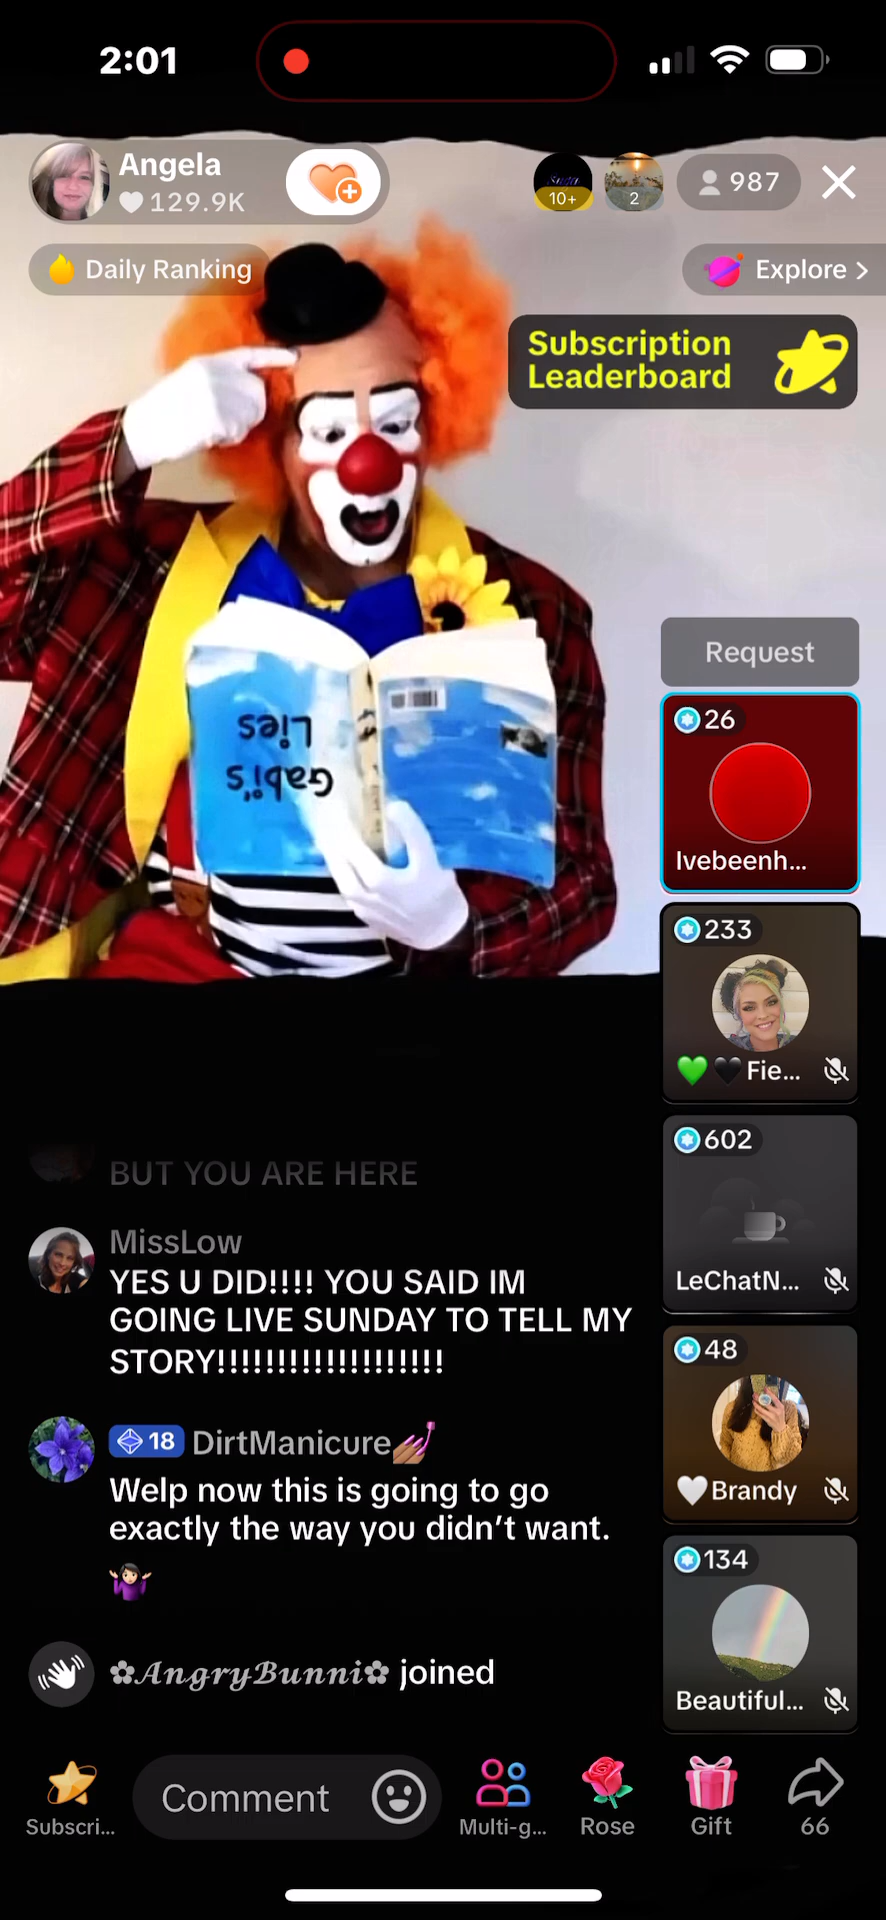 2:01
Angela
129.9K
10+
2
987
Daily Ranking
Explore >
Subscription
Leaderboard
Gabi's
Lies
Request
26
Ivebeenh...
233
💚🖤Fie...
602
LeChatN...
48
🤍Brandy
134
Beautiful...
BUT YOU ARE HERE
MissLow
YES U DID!!!! YOU SAID IM
GOING LIVE SUNDAY TO TELL MY
STORY!!!!!!!!!!!!!!!!!!!
18 DirtManicure💅🏽
Welp now this is going to go
exactly the way you didn’t want.
🤷🏻‍♀️
✿𝓐𝓷𝓰𝓻𝔂𝓑𝓾𝓷𝓷𝓲✿ joined
Subscri...
Comment
Multi-g...
Rose
Gift
66